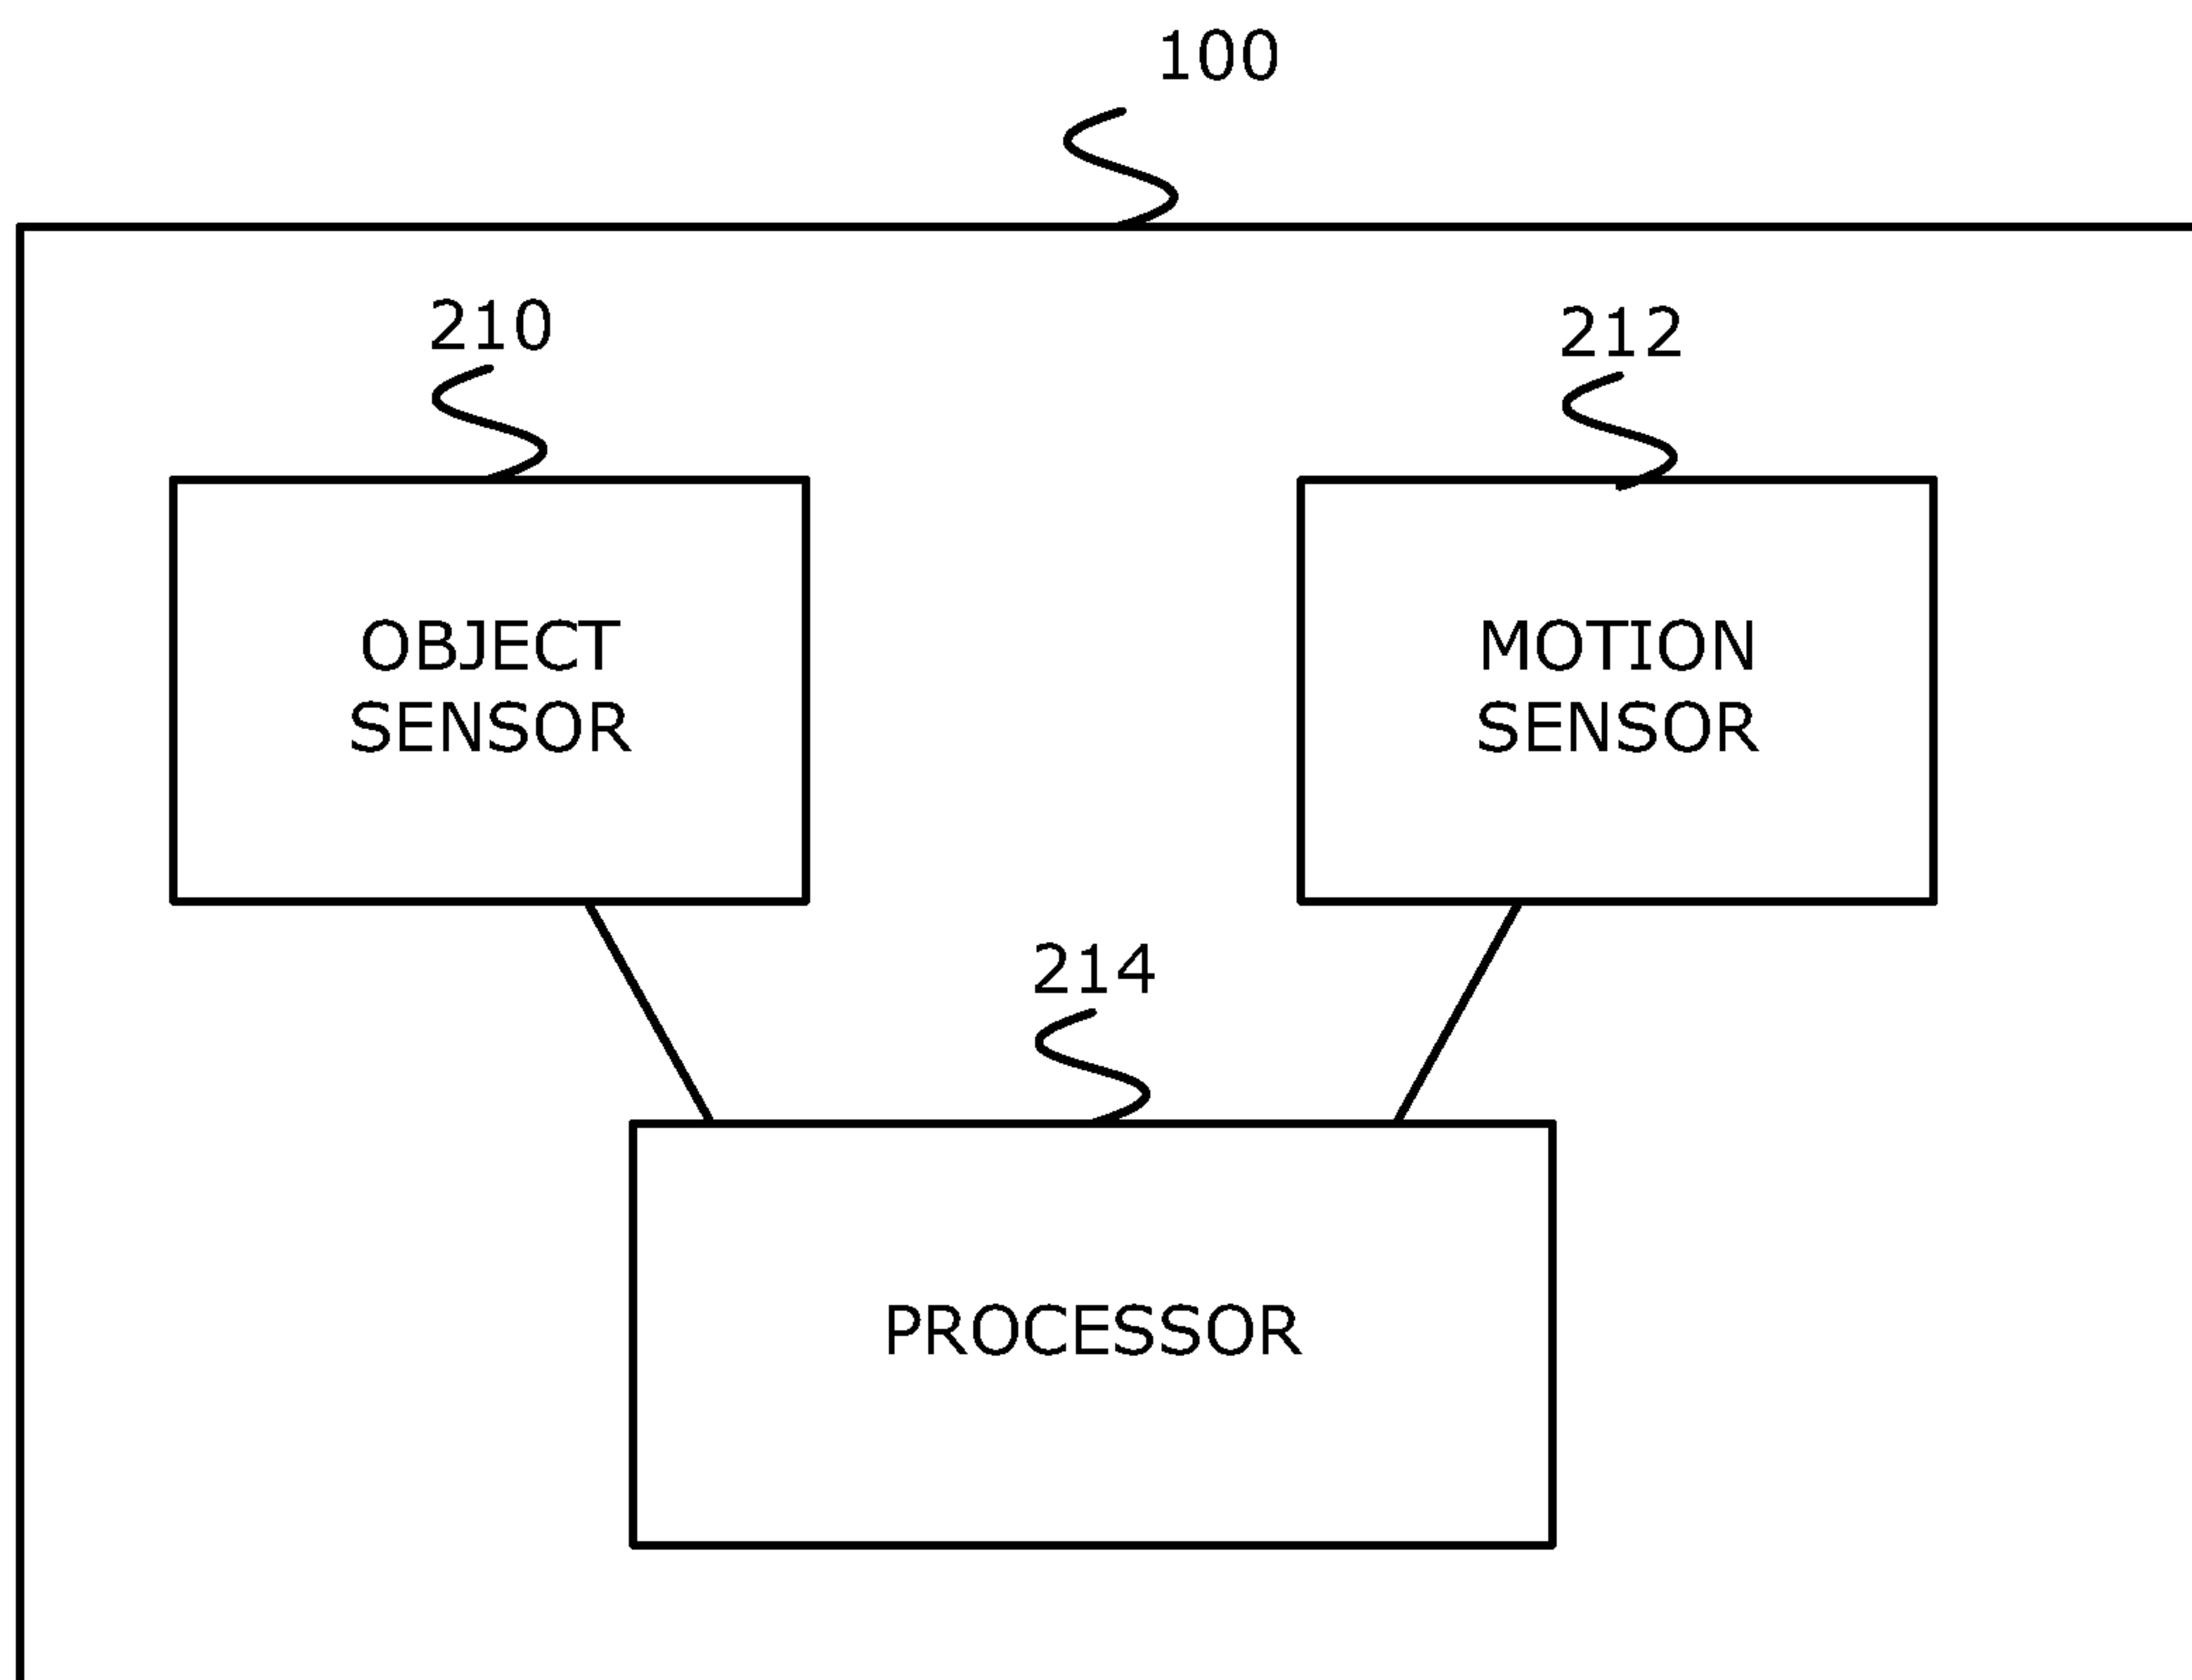 100
210
212
OBJECT
SENSOR
MOTION
SENSOR
214
PROCESSOR